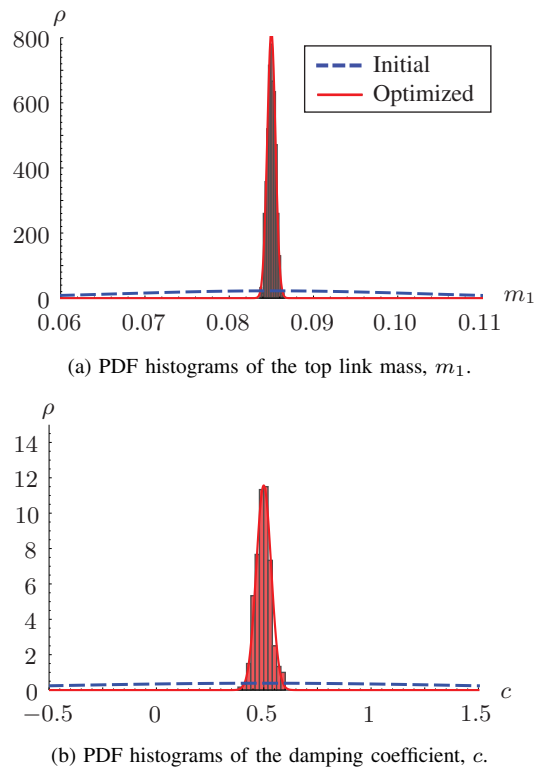 ρ
800
600
400
200
0
Initial
Optimized
0.06 0.07 0.08 0.09 0.10 0.11 m₁
(a) PDF histograms of the top link mass, m₁.
ρ
14
12
10
8
6
4
2
0
−0.5 0 0.5 1 1.5 c
(b) PDF histograms of the damping coefficient, c.